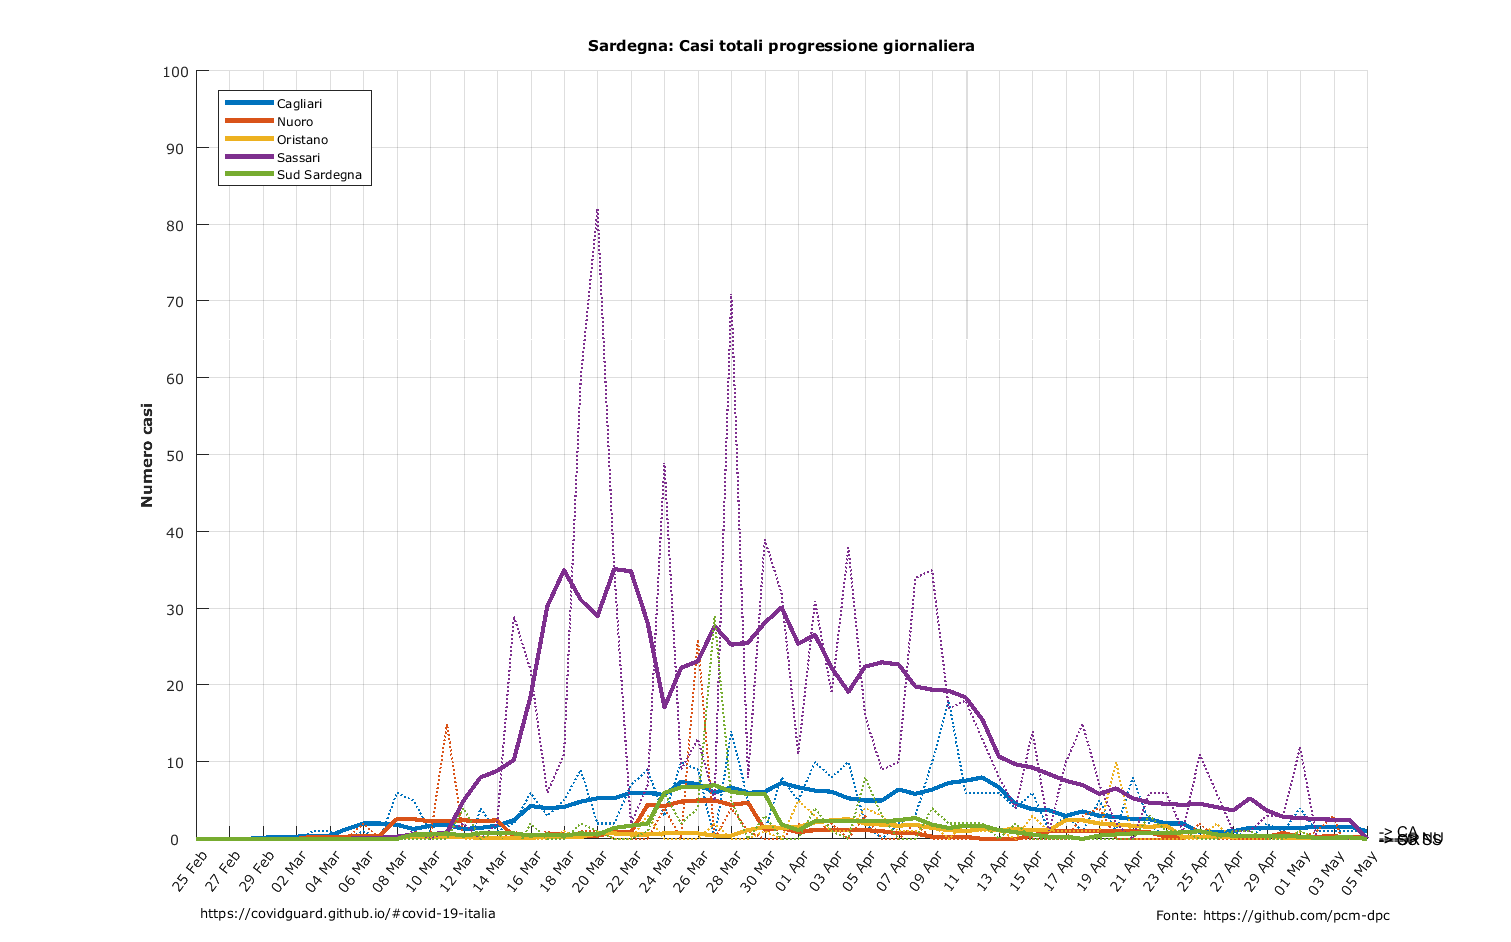 Sardegna: Casi totali progressione giornaliera
Numero casi
100
90
80
70
60
50
40
30
20
10
0
Cagliari
Nuoro
Oristano
Sassari
Sud Sardegna
-> CA
25 Feb
27 Feb
29 Feb
02 Mar
04 Mar
06 Mar
08 Mar
10 Mar
12 Mar
14 Mar
16 Mar
18 Mar
20 Mar
22 Mar
24 Mar
26 Mar
28 Mar
30 Mar
01 Apr
03 Apr
05 Apr
07 Apr
09 Apr
11 Apr
13 Apr
15 Apr
17 Apr
19 Apr
21 Apr
23 Apr
25 Apr
27 Apr
29 Apr
01 May
03 May
05 May
https://covidguard.github.io/#covid-19-italia
Fonte: https://github.com/pcm-dpc